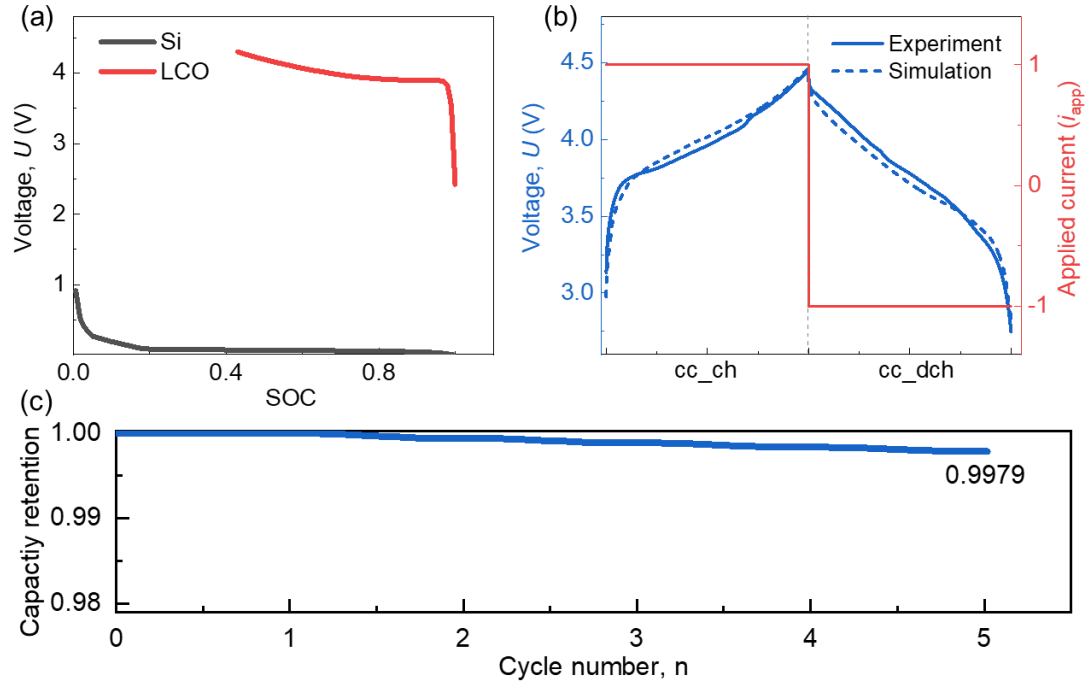 (a)
Si
LCO
Voltage, U (V)
4
3
2
1
0.0
0.4
0.8
SOC
(b)
Experiment
Simulation
Voltage, U (V)
4.5
4.0
3.5
3.0
cc_ch
cc_dch
1
0
-1
Applied current (i_app)
(c)
Capactiy retention
1.00
0.99
0.98
0.9979
0
1
2
3
4
5
Cycle number, n